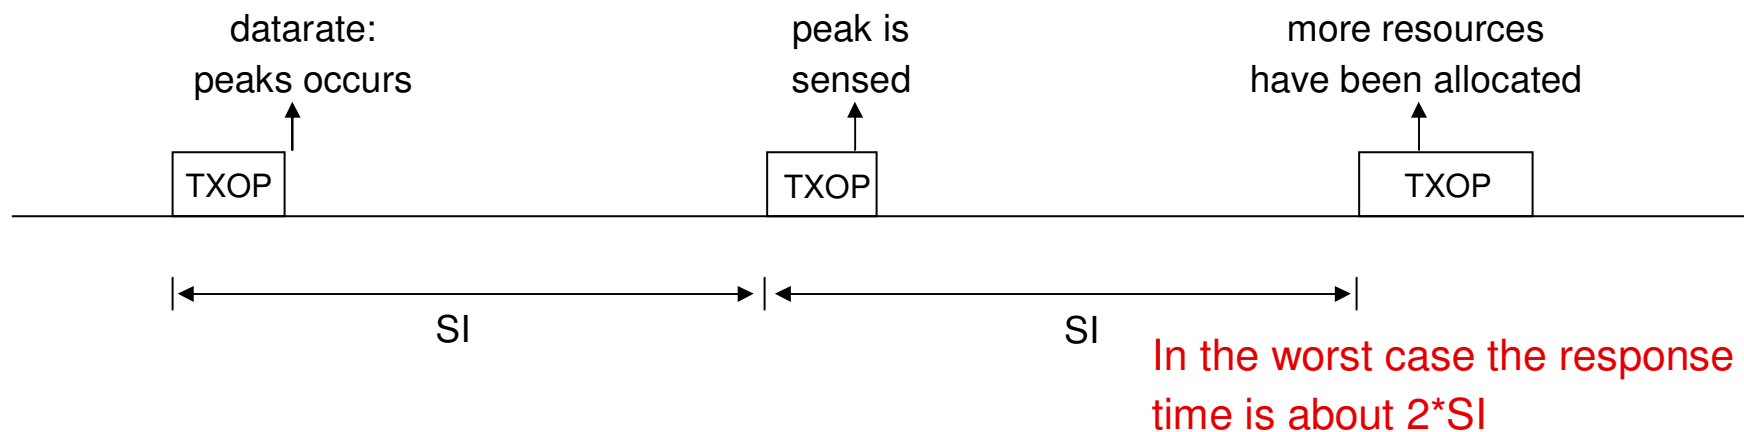 datarate:
peaks occurs
peak is
sensed
more resources
have been allocated
TXOP
TXOP
TXOP
SI
SI
In the worst case the response
time is about 2*SI